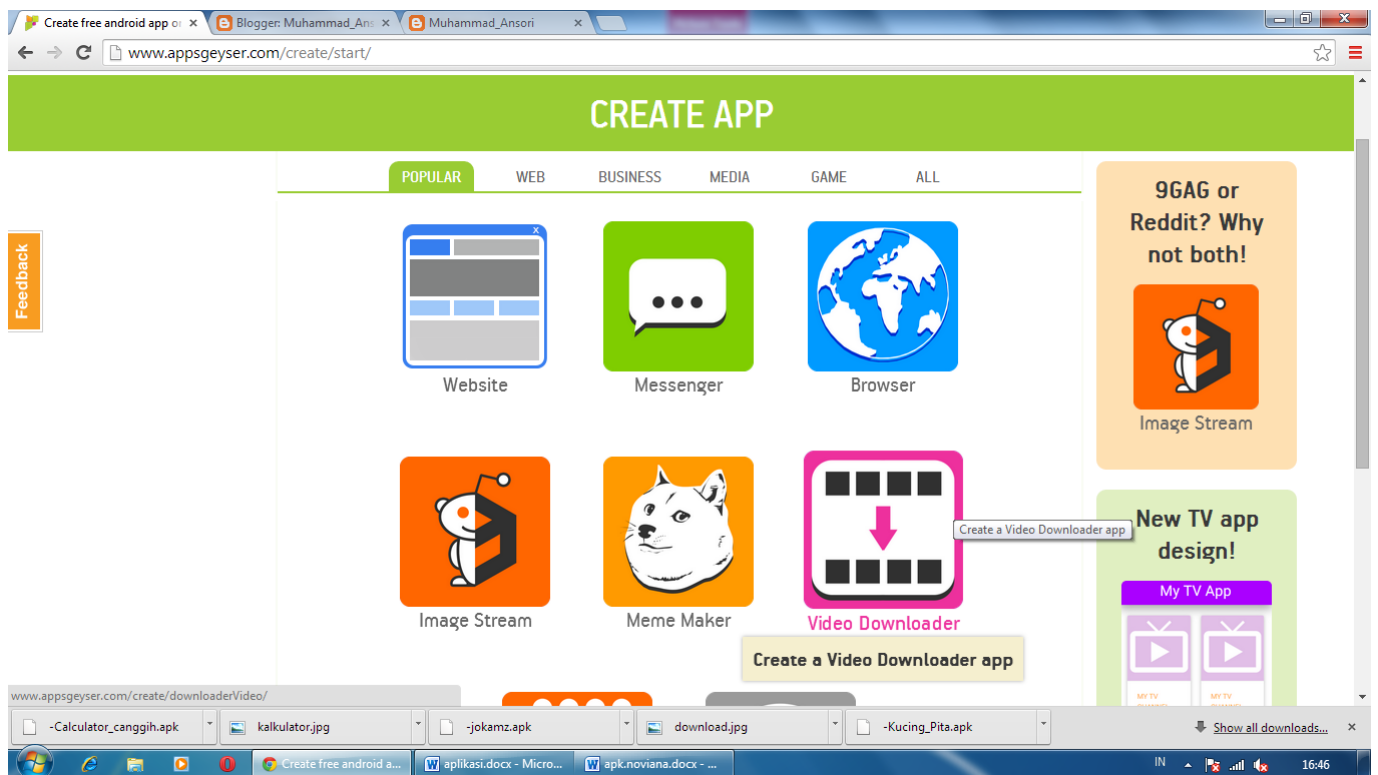 Create free android app o
Blogger: Muhammad_Ans
Muhammad_Ansori
www.appsgeyser.com/create/start/
CREATE APP
POPULAR WEB BUSINESS MEDIA GAME ALL
Feedback
x
Website
Messenger
Browser
Image Stream
Meme Maker
Video Downloader
Create a Video Downloader app
Create a Video Downloader app
9GAG or
Reddit? Why
not both!
Image Stream
New TV app
design!
My TV App
MY TV MY TV
www.appsgeyser.com/create/downloaderVideo/
-Calculator_canggih.apk
kalkulator.jpg
-jokamz.apk
download.jpg
-Kucing_Pita.apk
Show all downloads...
Create free android a...
aplikasi.docx - Micro...
apk.noviana.docx - ...
IN
16:46